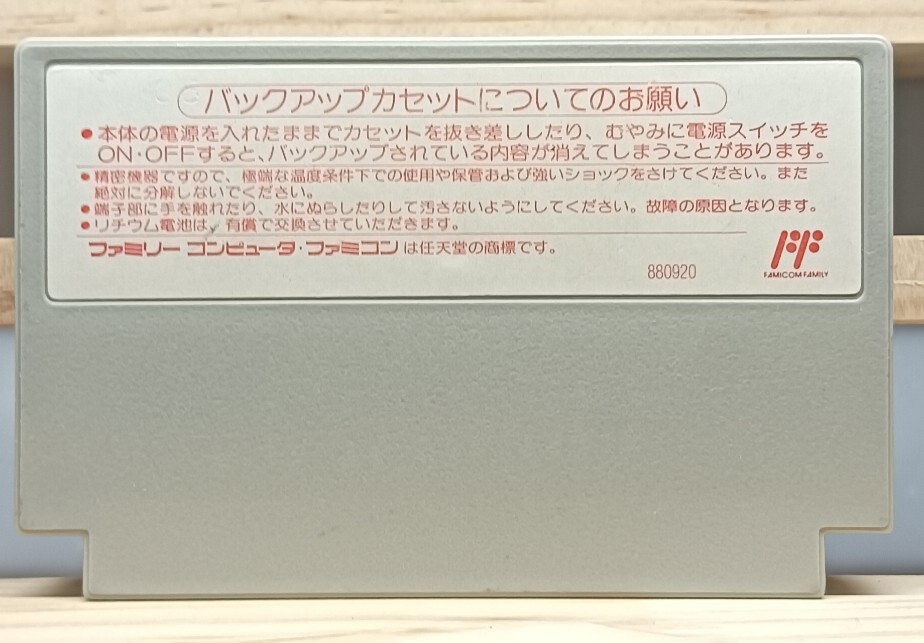 バックアップカセットについてのお願い
●本体の電源を入れたままでカセットを抜き差ししたり、むやみに電源スイッチを
ON・OFFすると、バックアップされている内容が消えてしまうことがあります。
●精密機器ですので、極端な温度条件下での使用や保管および強いショックをさけてください。また
絶対に分解しないでください。
●端子部に手を触れたり、水にぬらしたりして汚さないようにしてください。故障の原因となります。
●リチウム電池は、有償で交換させていただきます。
ファミリーコンピュータ・ファミコンは任天堂の商標です。
880920
FAMICOM FAMILY